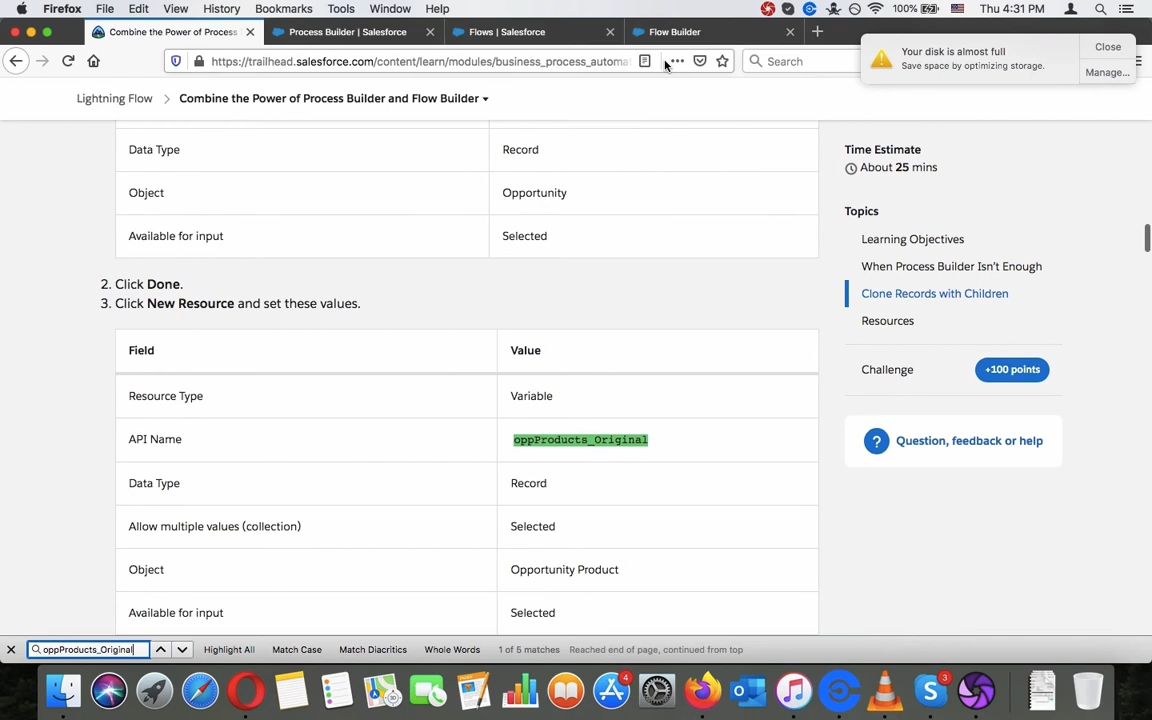 Firefox File Edit View History Bookmarks Tools Window Help 100% Thu 4:31 PM
Combine the Power of Process Process Builder | Salesforce Flows | Salesforce Flow Builder
Your disk is almost full
Save space by optimizing storage.
Close
Manage...
https://trailhead.salesforce.com/content/learn/modules/business_process_automa
Search
Lightning Flow Combine the Power of Process Builder and Flow Builder
Data Type Record
Object Opportunity
Available for input Selected
2. Click Done.
3. Click New Resource and set these values.
Field Value
Resource Type Variable
API Name oppProducts_Original
Data Type Record
Allow multiple values (collection) Selected
Object Opportunity Product
Available for input Selected
Time Estimate
About 25 mins
Topics
Learning Objectives
When Process Builder Isn't Enough
Clone Records with Children
Resources
Challenge +100 points
? Question, feedback or help
oppProducts_Original Highlight All Match Case Match Diacritics Whole Words 1 of 5 matches Reached end of page, continued from top
4
3